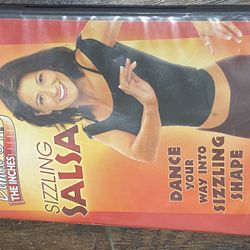 THE INCHES
SIZZLING
SALSA
DANCE
YOUR
WAY INTO
SIZZLING
SHAPE